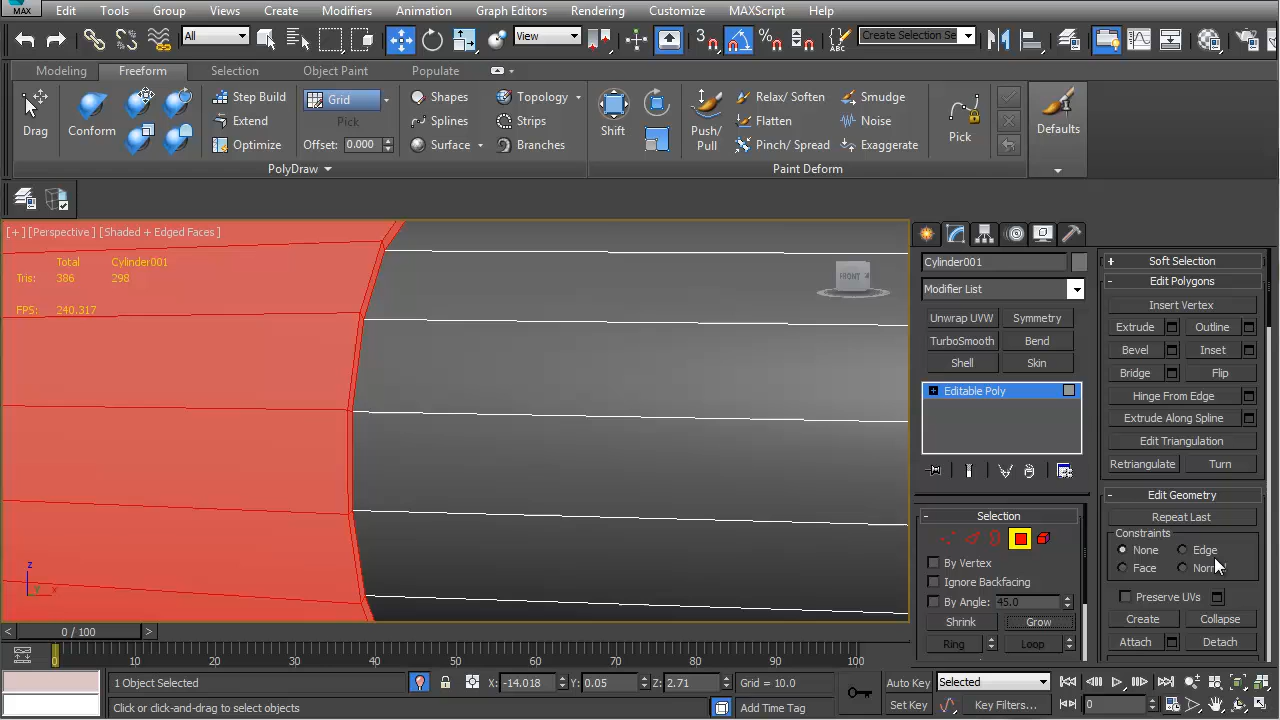 MAX Edit Tools Group Views Create Modifiers Animation Graph Editors Rendering Customize MAXScript Help
All View 3 % ABC Create Selection Se
Modeling Freeform Selection Object Paint Populate
Drag Conform Step Build Extend Optimize Grid Pick Offset: 0.000 Shapes Splines Surface Topology Strips Branches Shift Push/ Pull Relax/ Soften Flatten Pinch/ Spread Smudge Noise Exaggerate Pick Defaults
PolyDraw Paint Deform
[+] [Perspective ] [Shaded + Edged Faces ]
Total Cylinder001
Tris: 386 298
FPS: 240.317
FRONT
z
x
Cylinder001
Modifier List
Unwrap UVW Symmetry
TurboSmooth Bend
Shell Skin
Editable Poly
Selection
By Vertex
Ignore Backfacing
By Angle: 45.0
Shrink Grow
Ring Loop
+ Soft Selection
- Edit Polygons
Insert Vertex
Extrude Outline
Bevel Inset
Bridge Flip
Hinge From Edge
Extrude Along Spline
Edit Triangulation
Retriangulate Turn
- Edit Geometry
Repeat Last
Constraints
None Edge
Face
Preserve UVs
Create Collapse
Attach Detach
< 0 / 100 >
0 10 20 30 40 50 60 70 80 90 100
1 Object Selected X: -14.018 Y: 0.05 Z: 2.71 Grid = 10.0 Auto Key Selected
Click or click-and-drag to select objects Add Time Tag Set Key Key Filters... 0